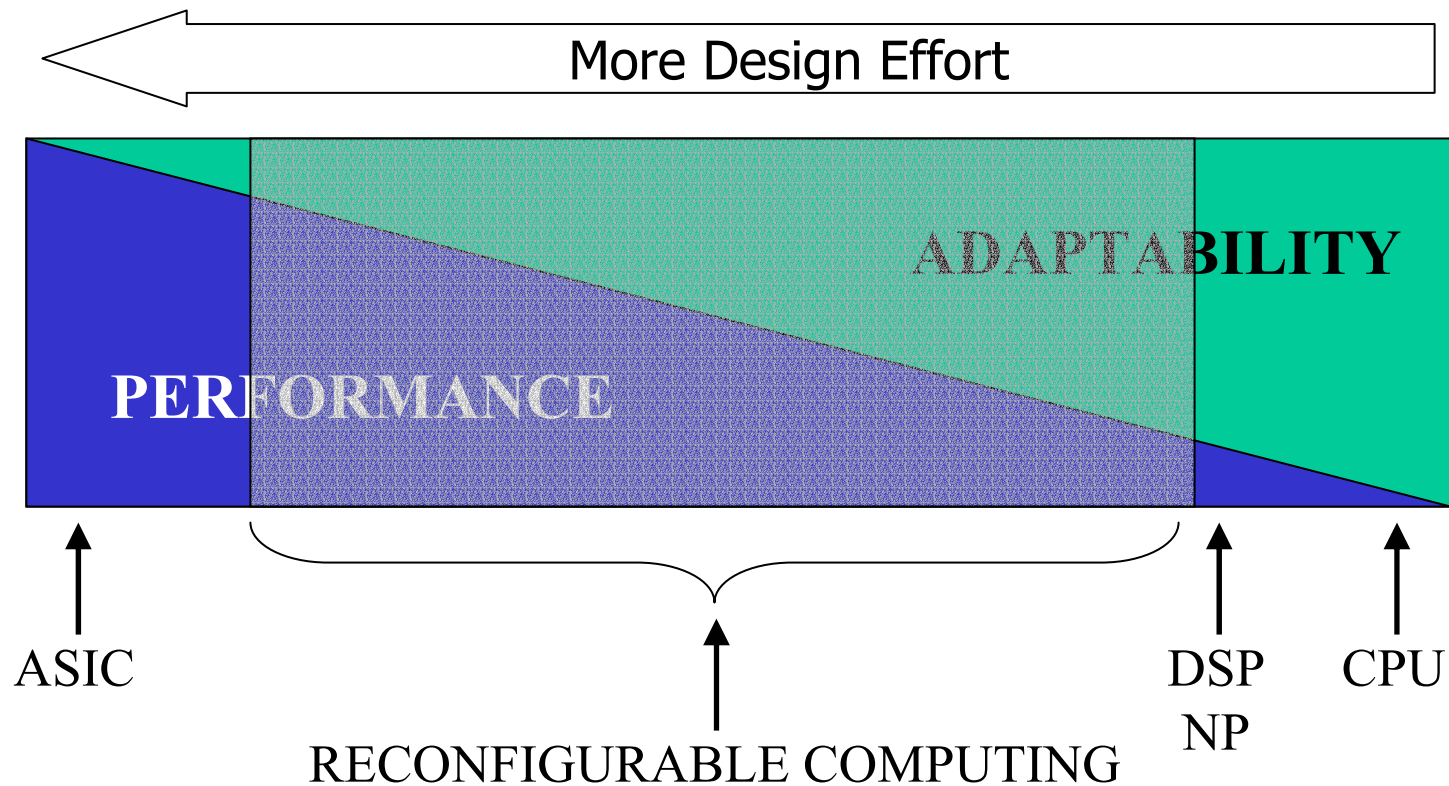 More Design Effort
ADAPTABILITY
PERFORMANCE
ASIC
DSP
NP
CPU
RECONFIGURABLE COMPUTING